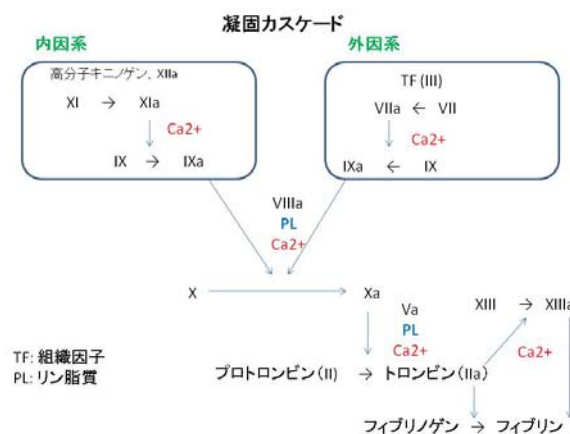 凝固カスケード
内因系
外因系
高分子キニノゲン、XIIa
XI → XIa
Ca2+
IX → IXa
TF (III)
VIIa ← VII
Ca2+
IXa ← IX
VIIIa
PL
Ca2+
X
Xa
Va
PL
Ca2+
XIII → XIIIa
Ca2+
TF: 組織因子
PL: リン脂質
プロトロンビン(II) → トロンビン(IIa)
フィブリノゲン → フィブリン